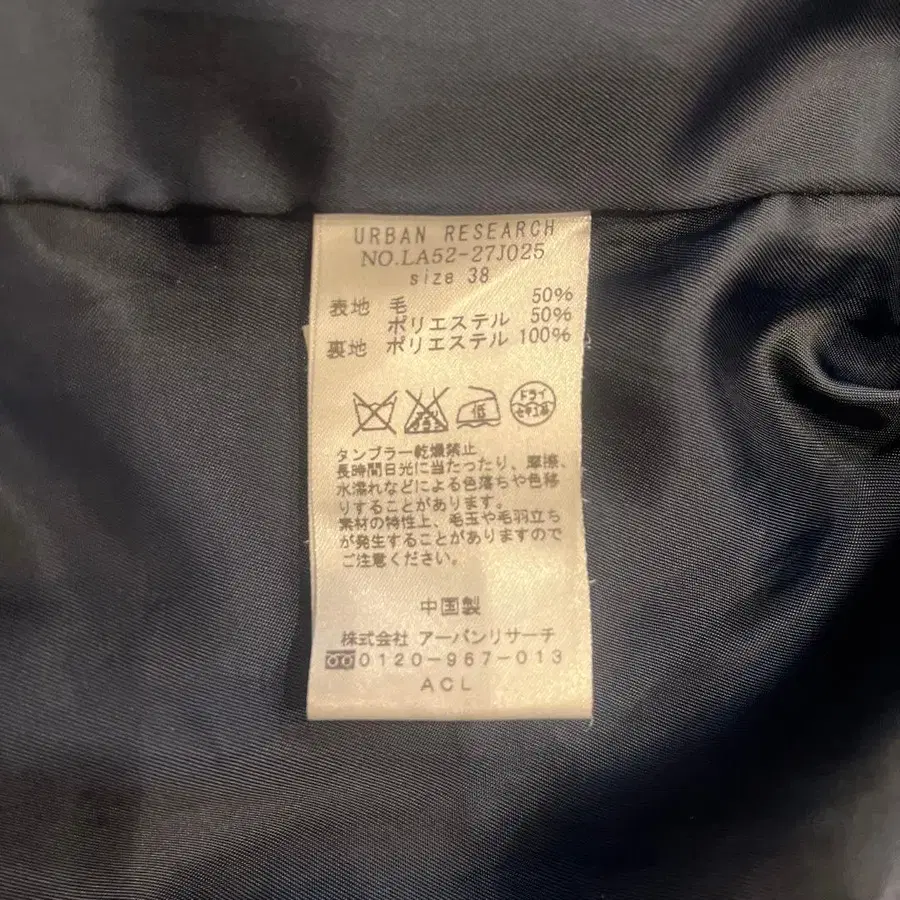 URBAN RESEARCH
NO.LA52-27J025
size 38
表地 毛 50%
ポリエステル 50%
裏地 ポリエステル 100%
低 ドライ セキユ系
タンブラー乾燥禁止
長時間日光に当たったり、摩擦、
水濡れなどによる色落ちや色移
りすることがあります。
素材の特性上、毛玉や毛羽立ち
が発生することがありますので
ご注意ください。
中国製
株式会社 アーバンリサーチ
0120-967-013
ACL